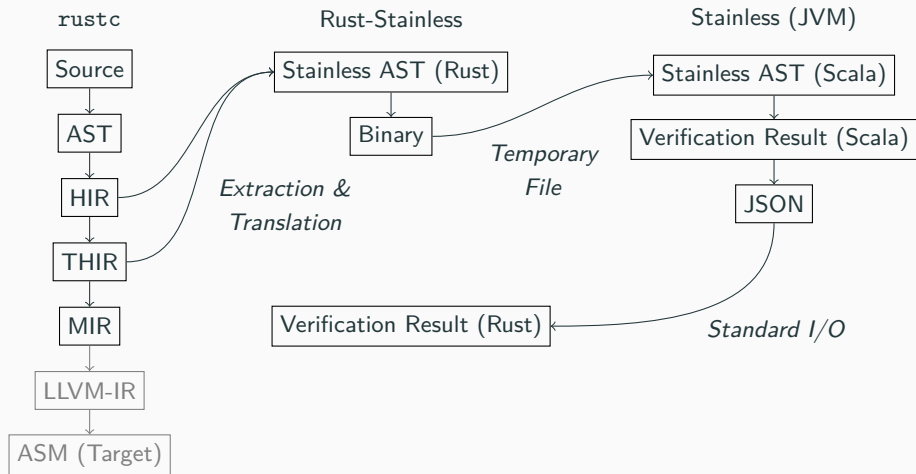 rustc
Source
AST
HIR
THIR
MIR
LLVM-IR
ASM (Target)
Rust-Stainless
Stainless AST (Rust)
Binary
Extraction &
Translation
Verification Result (Rust)
Temporary
File
Stainless (JVM)
Stainless AST (Scala)
Verification Result (Scala)
JSON
Standard I/O